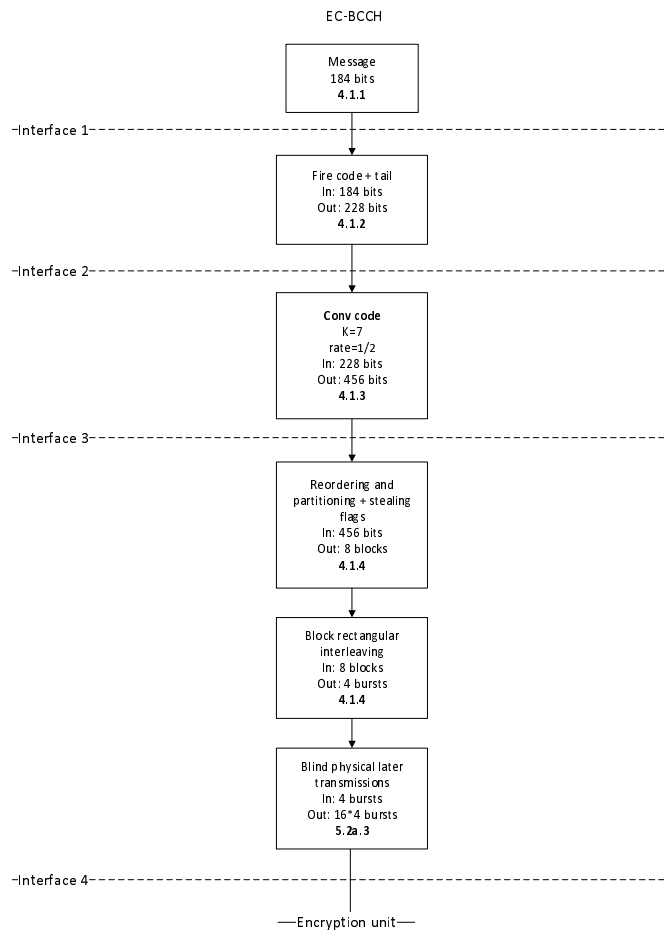 EC-BCCH
Message
184 bits
4.1.1
Interface 1
Fire code + tail
In: 184 bits
Out: 228 bits
4.1.2
Interface 2
Conv code
K=7
rate=1/2
In: 228 bits
Out: 456 bits
4.1.3
Interface 3
Reordering and
partitioning + stealing
flags
In: 456 bits
Out: 8 blocks
4.1.4
Block rectangular
interleaving
In: 8 blocks
Out: 4 bursts
4.1.4
Blind physical later
transmissions
In: 4 bursts
Out: 16*4 bursts
5.2a.3
Interface 4
Encryption unit